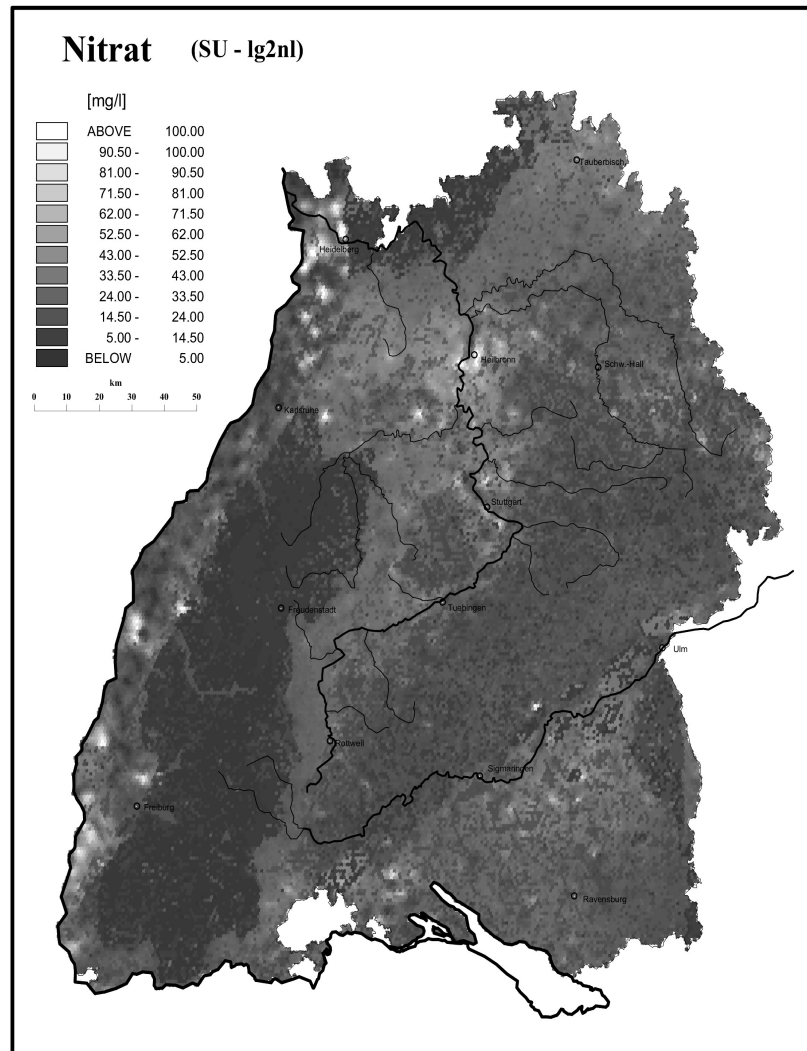 Nitrat (SU - lg2nl)
[mg/l]
ABOVE 100.00
90.50 - 100.00
81.00 - 90.50
71.50 - 81.00
62.00 - 71.50
52.50 - 62.00
43.00 - 52.50
33.50 - 43.00
24.00 - 33.50
14.50 - 24.00
5.00 - 14.50
BELOW 5.00
km
0 10 20 30 40 50
Tauberbisch.
Heidelberg
Heilbronn
Schw.-Hall
Karlsruhe
Stuttgart
Freudenstadt
Tuebingen
Ulm
Rottweil
Sigmaringen
Freiburg
Ravensburg